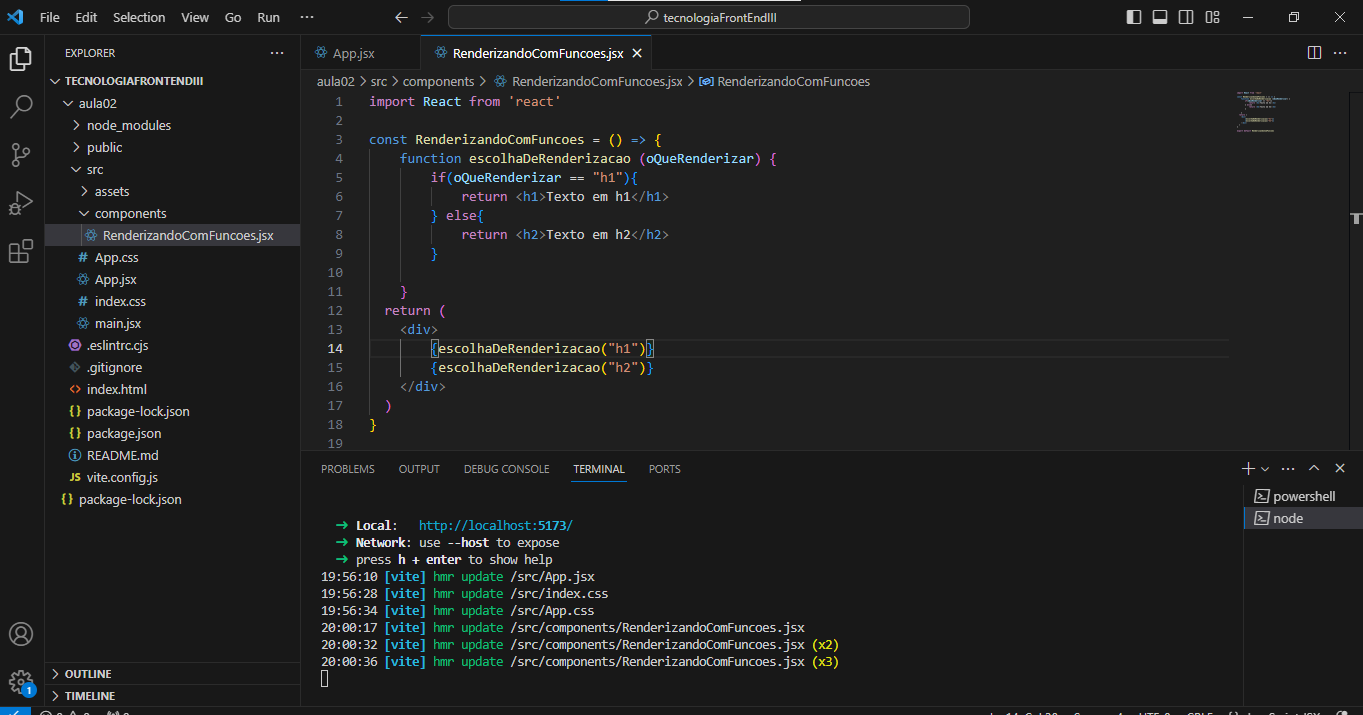 File Edit Selection View Go Run ··· tecnologiaFrontEndIII
EXPLORER
TECNOLOGIAFRONTENDIII
aula02
node_modules
public
src
assets
components
RenderizandoComFuncoes.jsx
# App.css
App.jsx
# index.css
main.jsx
.eslintrc.cjs
.gitignore
<> index.html
{} package-lock.json
{} package.json
README.md
JS vite.config.js
{} package-lock.json
OUTLINE
TIMELINE
1
App.jsx RenderizandoComFuncoes.jsx
aula02 > src > components > RenderizandoComFuncoes.jsx > RenderizandoComFuncoes
1 import React from 'react'
2
3 const RenderizandoComFuncoes = () => {
4 function escolhaDeRenderizacao (oQueRenderizar) {
5 if(oQueRenderizar == "h1"){
6 return <h1>Texto em h1</h1>
7 } else{
8 return <h2>Texto em h2</h2>
9 }
10
11 }
12 return (
13 <div>
14 {escolhaDeRenderizacao("h1")}
15 {escolhaDeRenderizacao("h2")}
16 </div>
17 )
18 }
19
PROBLEMS OUTPUT DEBUG CONSOLE TERMINAL PORTS
➜ Local: http://localhost:5173/
➜ Network: use --host to expose
➜ press h + enter to show help
19:56:10 [vite] hmr update /src/App.jsx
19:56:28 [vite] hmr update /src/index.css
19:56:34 [vite] hmr update /src/App.css
20:00:17 [vite] hmr update /src/components/RenderizandoComFuncoes.jsx
20:00:32 [vite] hmr update /src/components/RenderizandoComFuncoes.jsx (x2)
20:00:36 [vite] hmr update /src/components/RenderizandoComFuncoes.jsx (x3)
powershell
node